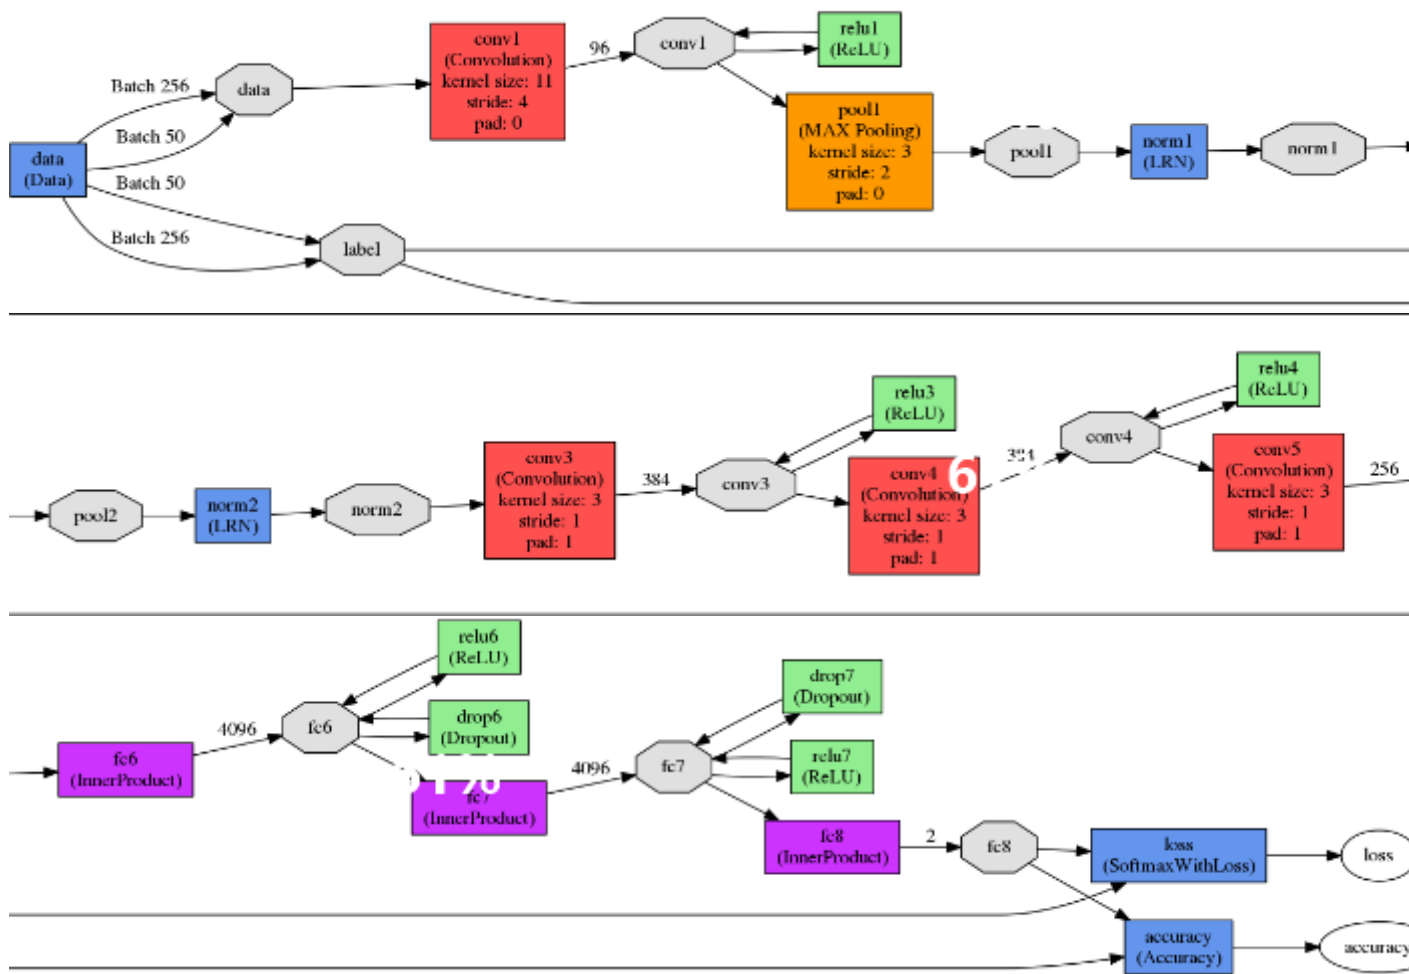 conv1
(Convolution)
kernel size: 11
stride: 4
pad: 0
96
conv1
relu1
(ReLU)
Batch 256
data
Batch 50
data
(Data)
Batch 50
Batch 256
label
pool1
(MAX Pooling)
kernel size: 3
stride: 2
pad: 0
pool1
norm1
(LRN)
norm1
pool2
norm2
(LRN)
norm2
conv3
(Convolution)
kernel size: 3
stride: 1
pad: 1
384
conv3
relu3
(ReLU)
conv4
(Convolution)
kernel size: 3
stride: 1
pad: 1
6
conv4
relu4
(ReLU)
conv5
(Convolution)
kernel size: 3
stride: 1
pad: 1
256
fc6
(InnerProduct)
4096
fc6
relu6
(ReLU)
drop6
(Dropout)
fc7
(InnerProduct)
4096
fc7
drop7
(Dropout)
relu7
(ReLU)
fc8
(InnerProduct)
2
fc8
loss
(SoftmaxWithLoss)
loss
accuracy
(Accuracy)
accuracy